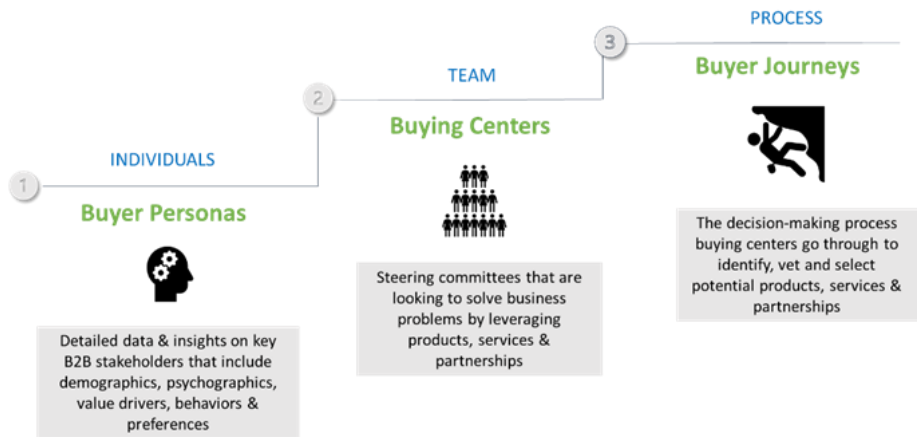 1
INDIVIDUALS
Buyer Personas
Detailed data & insights on key
B2B stakeholders that include
demographics, psychographics,
value drivers, behaviors &
preferences
2
TEAM
Buying Centers
Steering committees that are
looking to solve business
problems by leveraging
products, services &
partnerships
3
PROCESS
Buyer Journeys
The decision-making process
buying centers go through to
identify, vet and select
potential products, services &
partnerships